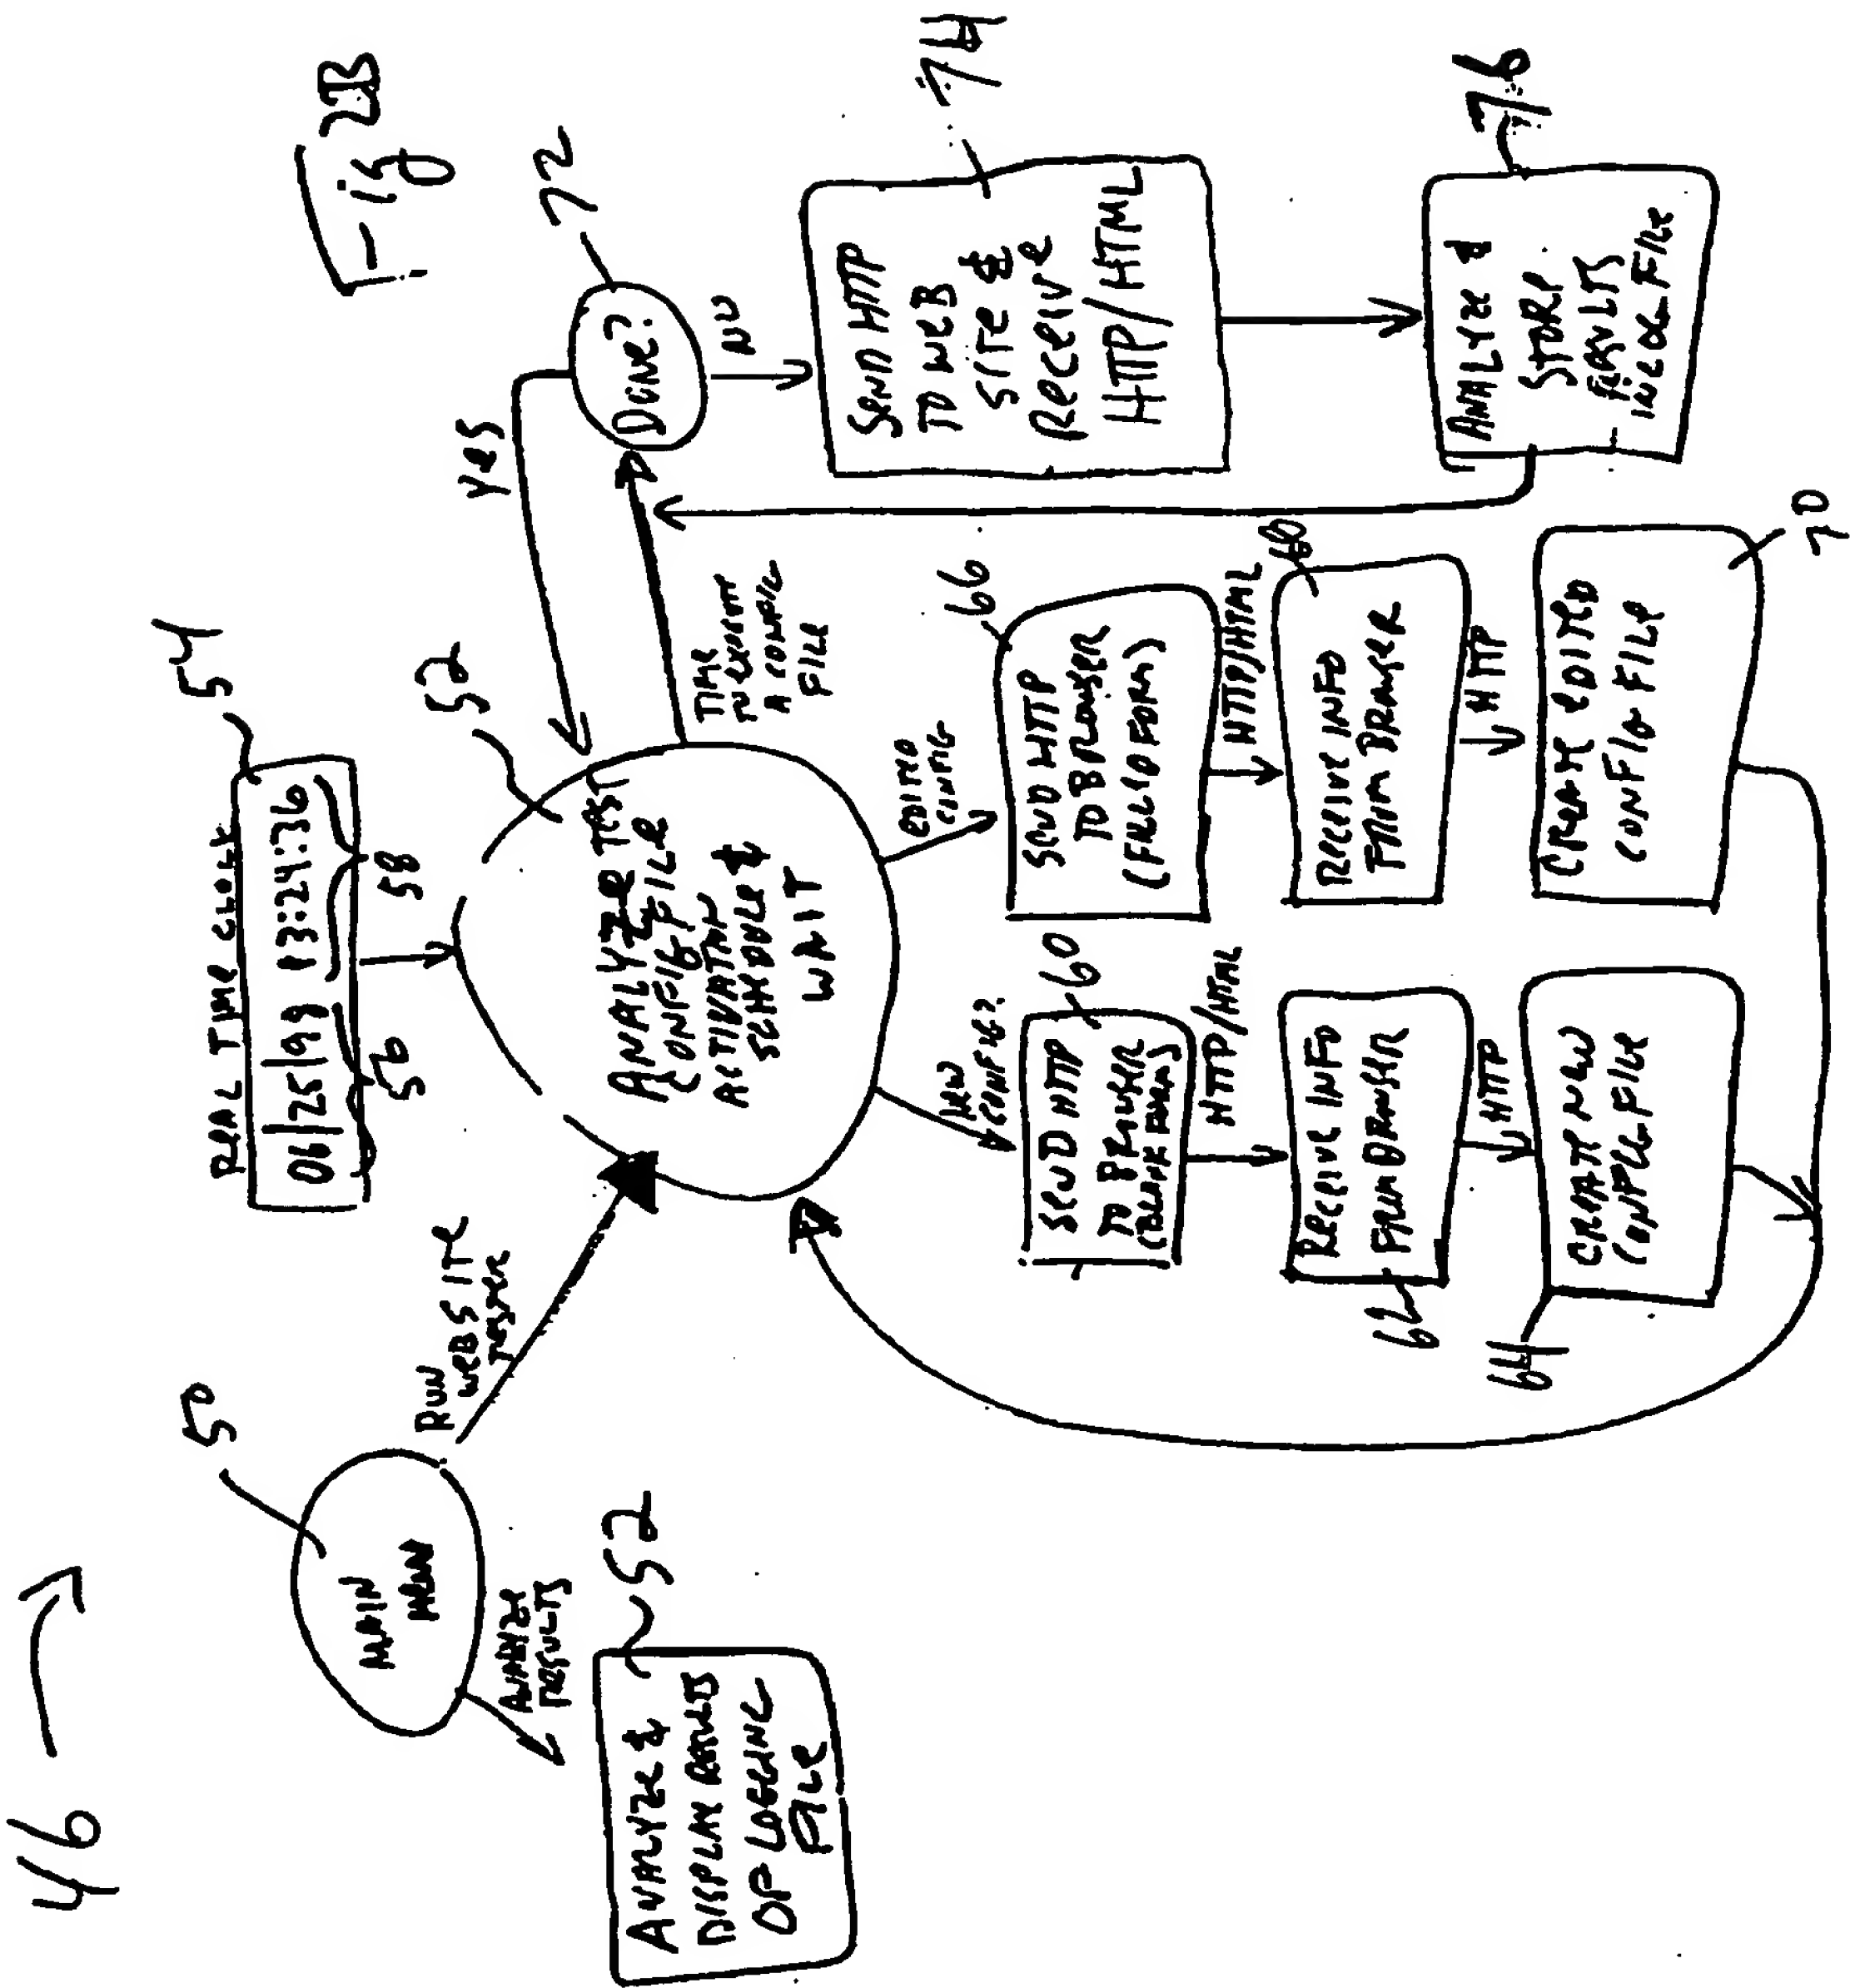 46
Fig 2B
50
MAIN
MENU
RUN
WEBSITE
TESTER
ANALYZE
RESULTS
52
ANALYZE &
DISPLAY RESULTS
OF LOGGING
FILE
REAL TIME CLOCK
54
06/25/98 13:24:36
56
58
52
ANALYZE TEST
CONFIG FILE
ACTIVATION
SCHEDULE &
WAIT
YES
TIME
TO EXECUTE
A CONFIG
FILE
72
DONE?
NO
74
SEND HTTP
TO WEB
SITE &
RECEIVE
HTTP/HTML
76
ANALYZE &
STORE
RESULTS
IN LOG FILE
NEW
CONFIG?
60
SEND HTTP
TO BROWSER
(BLANK FORM)
HTTP/HTML
62
RECEIVE INFO
FROM BROWSER
HTTP
64
CREATE NEW
CONFIG FILE
EDITED
CONFIG
66
SEND HTTP
TO BROWSER
(FILLED FORM)
HTTP/HTML
68
RECEIVE INFO
FROM BROWSER
HTTP
70
CREATE EDITED
CONFIG FILE